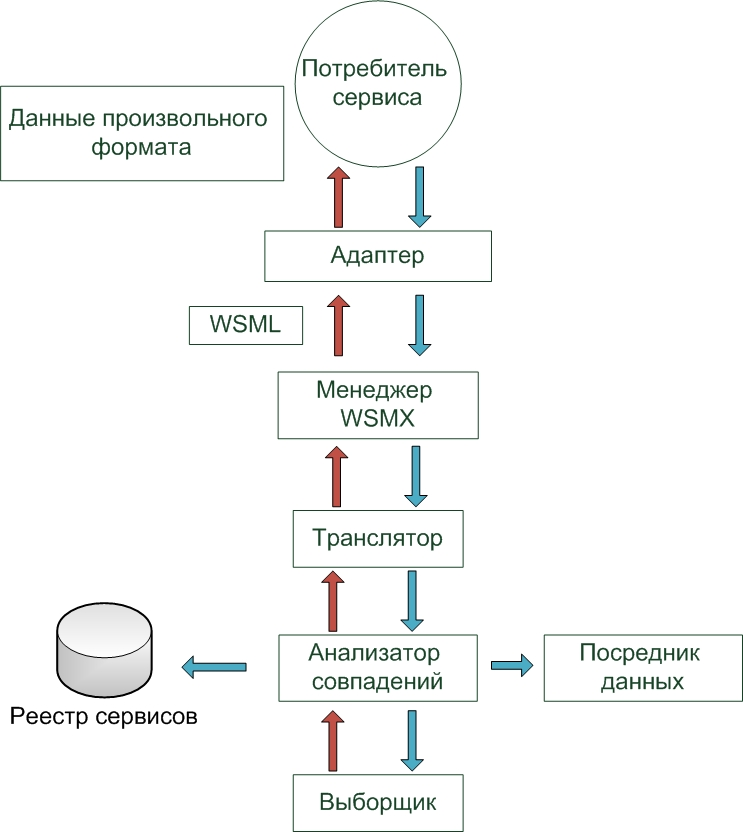 Потребитель
сервиса
Данные произвольного
формата
Адаптер
WSML
Менеджер
WSMX
Транслятор
Анализатор
совпадений
Посредник
данных
Реестр сервисов
Выборщик